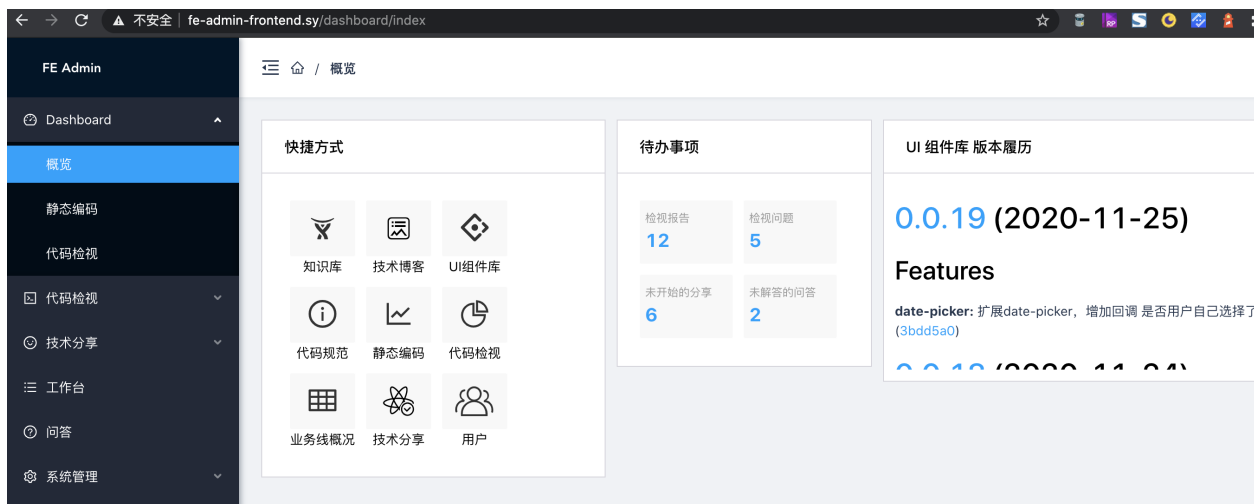 不安全 fe-admin-frontend.sy/dashboard/index
RP
FE Admin
/ 概览
Dashboard
概览
静态编码
代码检视
代码检视
技术分享
工作台
问答
系统管理
快捷方式
知识库 技术博客 UI组件库
代码规范 静态编码 代码检视
业务线概况 技术分享 用户
待办事项
检视报告 检视问题
12 5
未开始的分享 未解答的问答
6 2
UI 组件库 版本履历
0.0.19 (2020-11-25)
Features
date-picker: 扩展date-picker，增加回调 是否用户自己选择了
(3bdd5a0)
0.0.18 (2020-11-24)